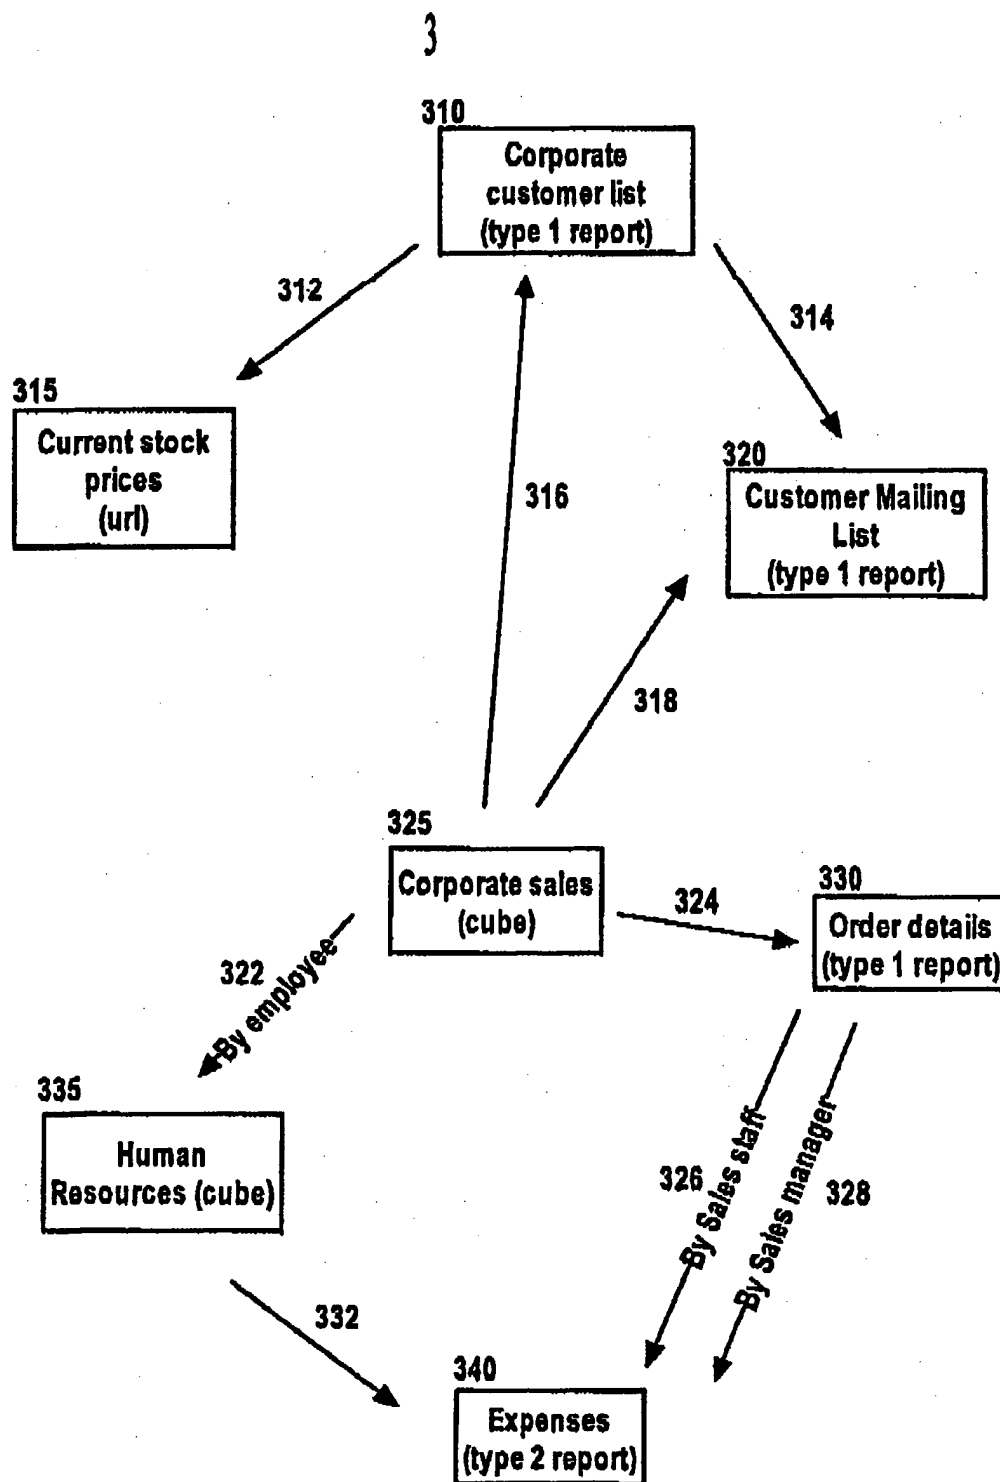 3
310
Corporate
customer list
(type 1 report)
312
314
315
Current stock
prices
(url)
320
Customer Mailing
List
(type 1 report)
316
318
325
Corporate sales
(cube)
324
330
Order details
(type 1 report)
322
By employee
335
Human
Resources (cube)
326
By Sales staff
By Sales manager
328
332
340
Expenses
(type 2 report)